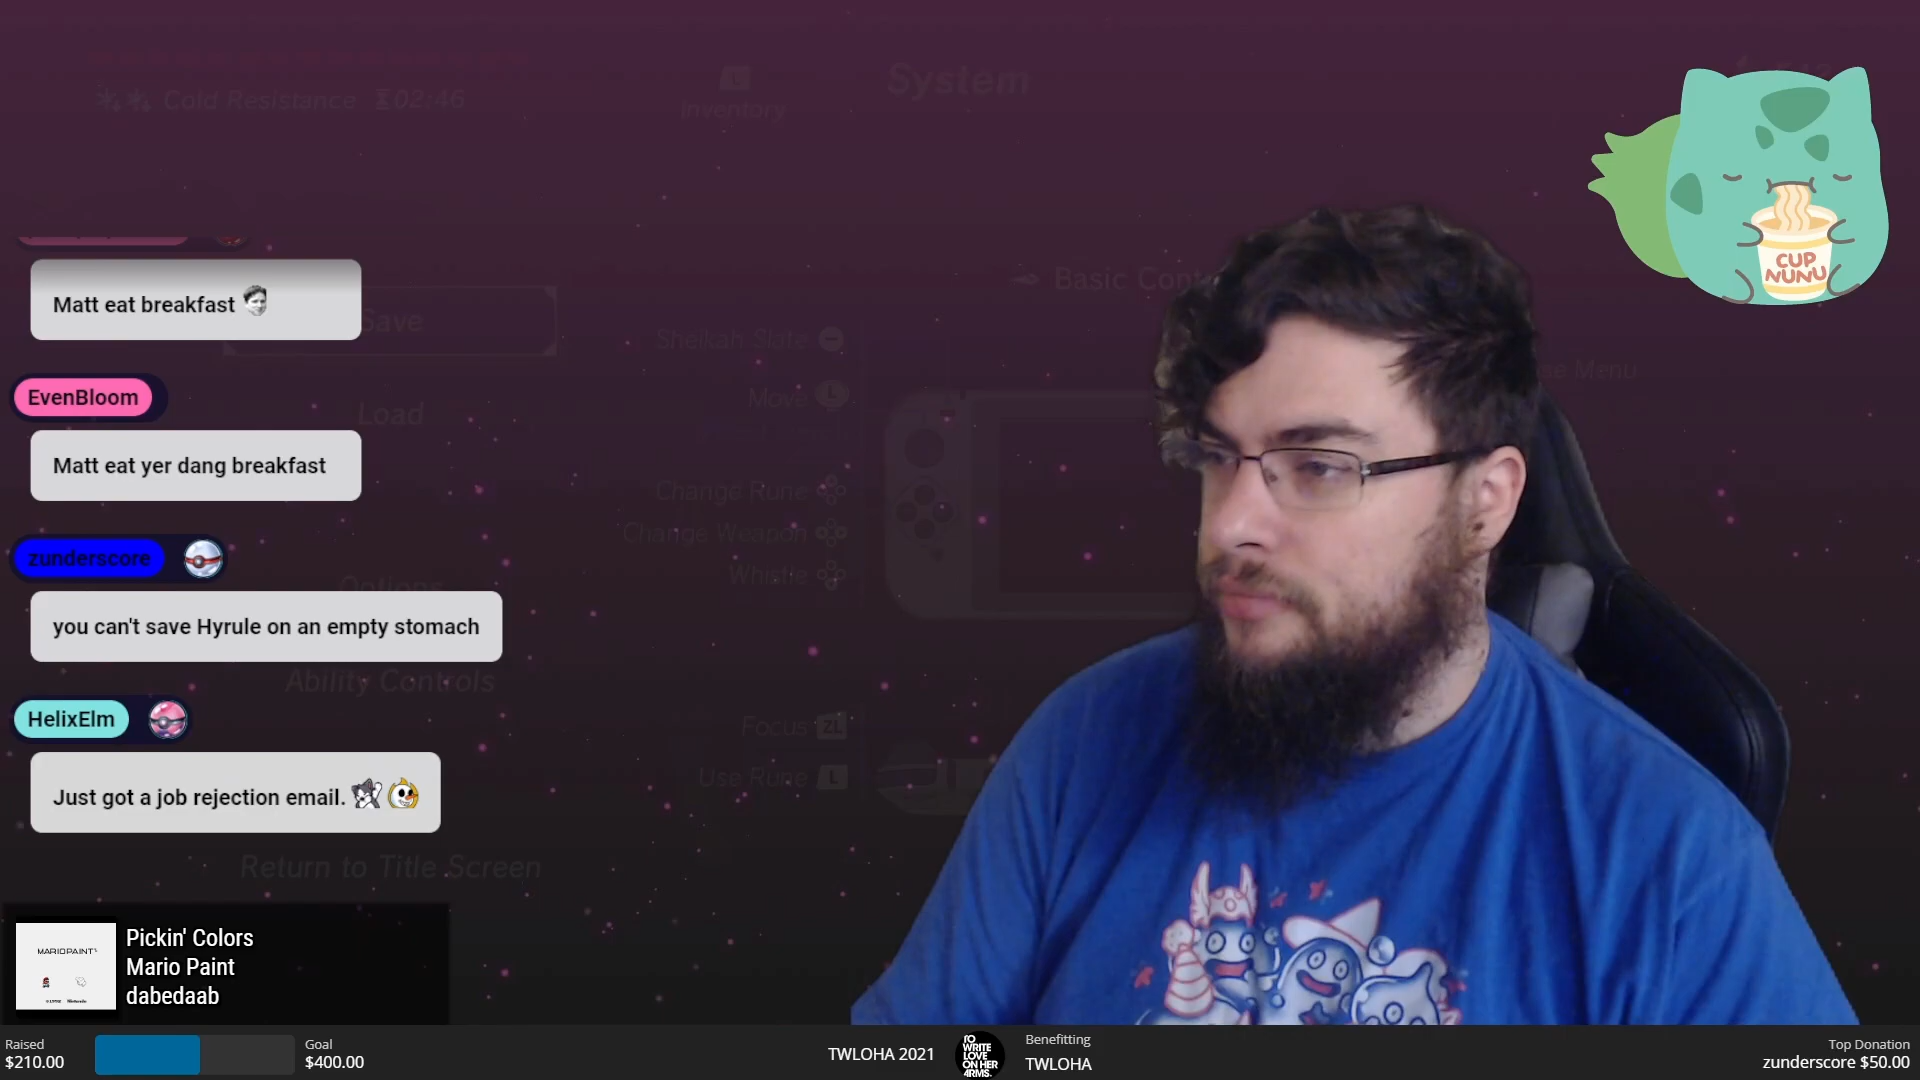 Cold Resistance 02:46
L
Inventory
System
CUP
NUNU
Matt eat breakfast
Save
Basic
Sheikah Slate
Move L
Menu
EvenBloom
Load
Matt eat yer dang breakfast
Change Rune
Change Weapon
Whistle
zunderscore
Options
you can't save Hyrule on an empty stomach
Ability Controls
HelixElm
Focus ZL
Use Rune L
Just got a job rejection email.
Return to Title Screen
MARIOPAINT
Pickin' Colors
Mario Paint
dabedaab
Raised
$210.00
Goal
$400.00
TWLOHA 2021
TO
WRITE
LOVE
ON HER
ARMS.
Benefitting
TWLOHA
Top Donation
zunderscore $50.00